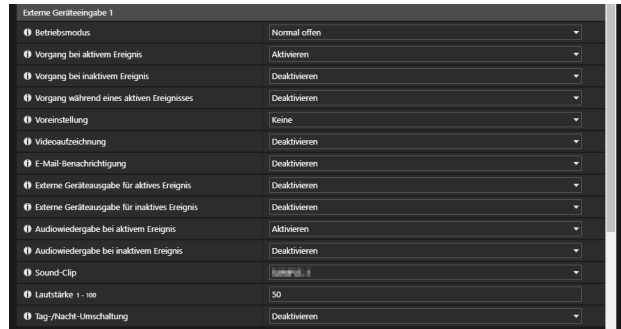 Externe Geräteeingabe 1
Betriebsmodus Normal offen
Vorgang bei aktivem Ereignis Aktivieren
Vorgang bei inaktivem Ereignis Deaktivieren
Vorgang während eines aktiven Ereignisses Deaktivieren
Voreinstellung Keine
Videoaufzeichnung Deaktivieren
E-Mail-Benachrichtigung Deaktivieren
Externe Geräteausgabe für aktives Ereignis Deaktivieren
Externe Geräteausgabe für inaktives Ereignis Deaktivieren
Audiowiedergabe bei aktivem Ereignis Aktivieren
Audiowiedergabe bei inaktivem Ereignis Deaktivieren
Sound-Clip
Lautstärke 1 - 100 50
Tag-/Nacht-Umschaltung Deaktivieren